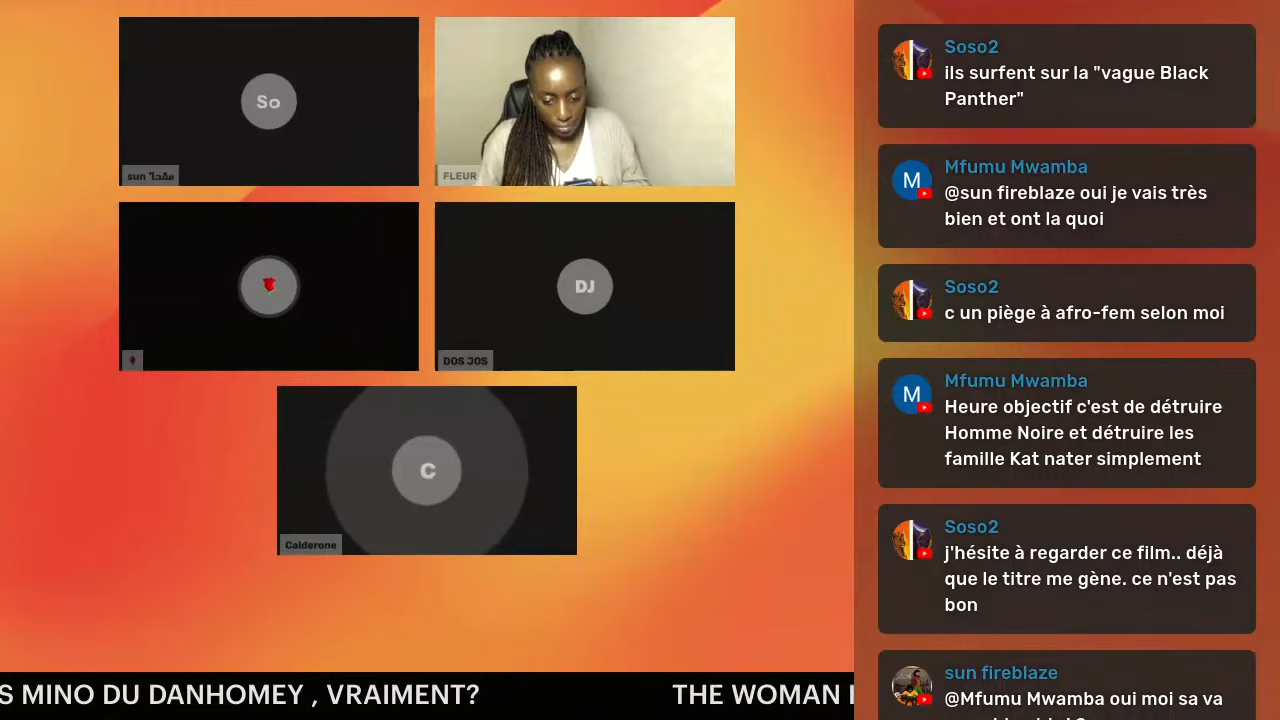 So
FLEUR
DJ
DOS JOS
C
Calderone
S MINO DU DANHOMEY , VRAIMENT?
THE WOMAN
Soso2
ils surfent sur la "vague Black
Panther"
M
Mfumu Mwamba
@sun fireblaze oui je vais très
bien et ont la quoi
Soso2
c un piège à afro-fem selon moi
M
Mfumu Mwamba
Heure objectif c'est de détruire
Homme Noire et détruire les
famille Kat nater simplement
Soso2
j'hésite à regarder ce film.. déjà
que le titre me gène. ce n'est pas
bon
sun fireblaze
@Mfumu Mwamba oui moi sa va